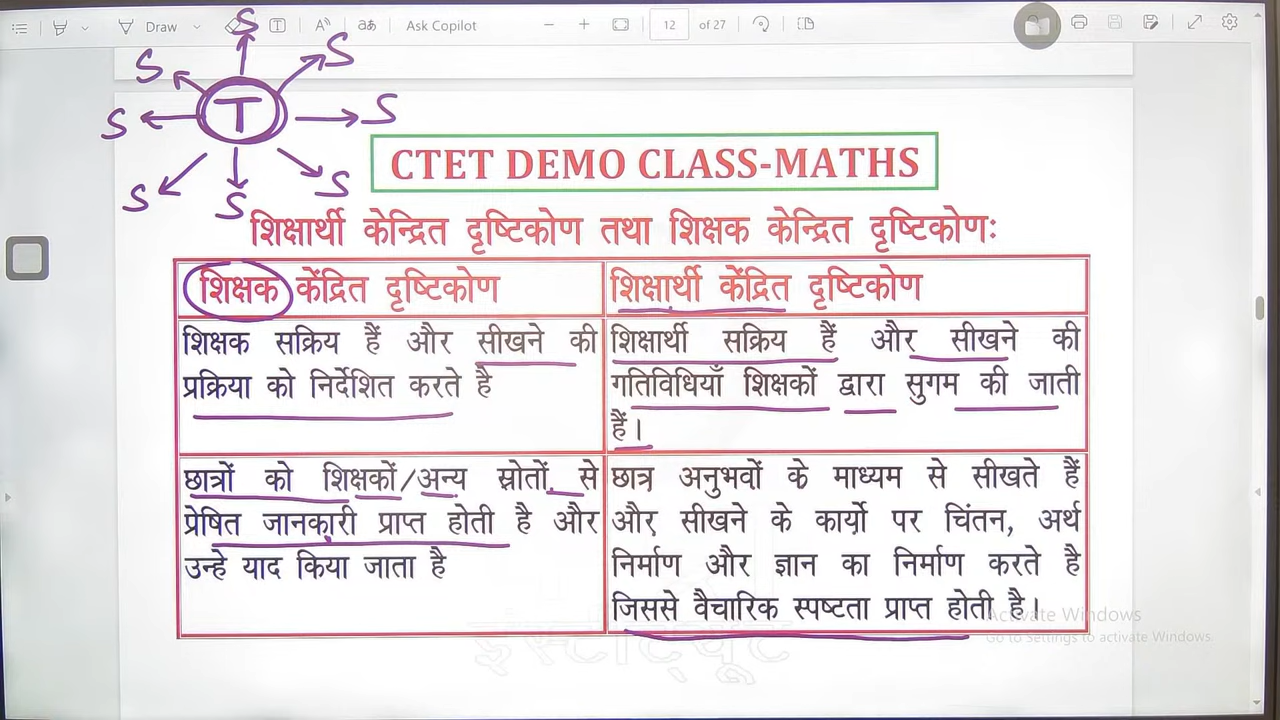 Draw
Ask Copilot
12 of 27
S
S S
S T S
S S S
CTET DEMO CLASS-MATHS
शिक्षार्थी केन्द्रित दृष्टिकोण तथा शिक्षक केन्द्रित दृष्टिकोणः
शिक्षक केंद्रित दृष्टिकोण
शिक्षार्थी केंद्रित दृष्टिकोण
शिक्षक सक्रिय हैं और सीखने की
प्रक्रिया को निर्देशित करते है
शिक्षार्थी सक्रिय हैं और सीखने की
गतिविधियाँ शिक्षकों द्वारा सुगम की जाती
हैं।
छात्रों को शिक्षकों/अन्य स्रोतों से
प्रेषित जानकारी प्राप्त होती है और
उन्हे याद किया जाता है
छात्र अनुभवों के माध्यम से सीखते हैं
और सीखने के कार्यो पर चिंतन, अर्थ
निर्माण और ज्ञान का निर्माण करते है
जिससे वैचारिक स्पष्टता प्राप्त होती है।
Activate Windows
Go to Settings to activate Windows.
इंस्टीट्यूट